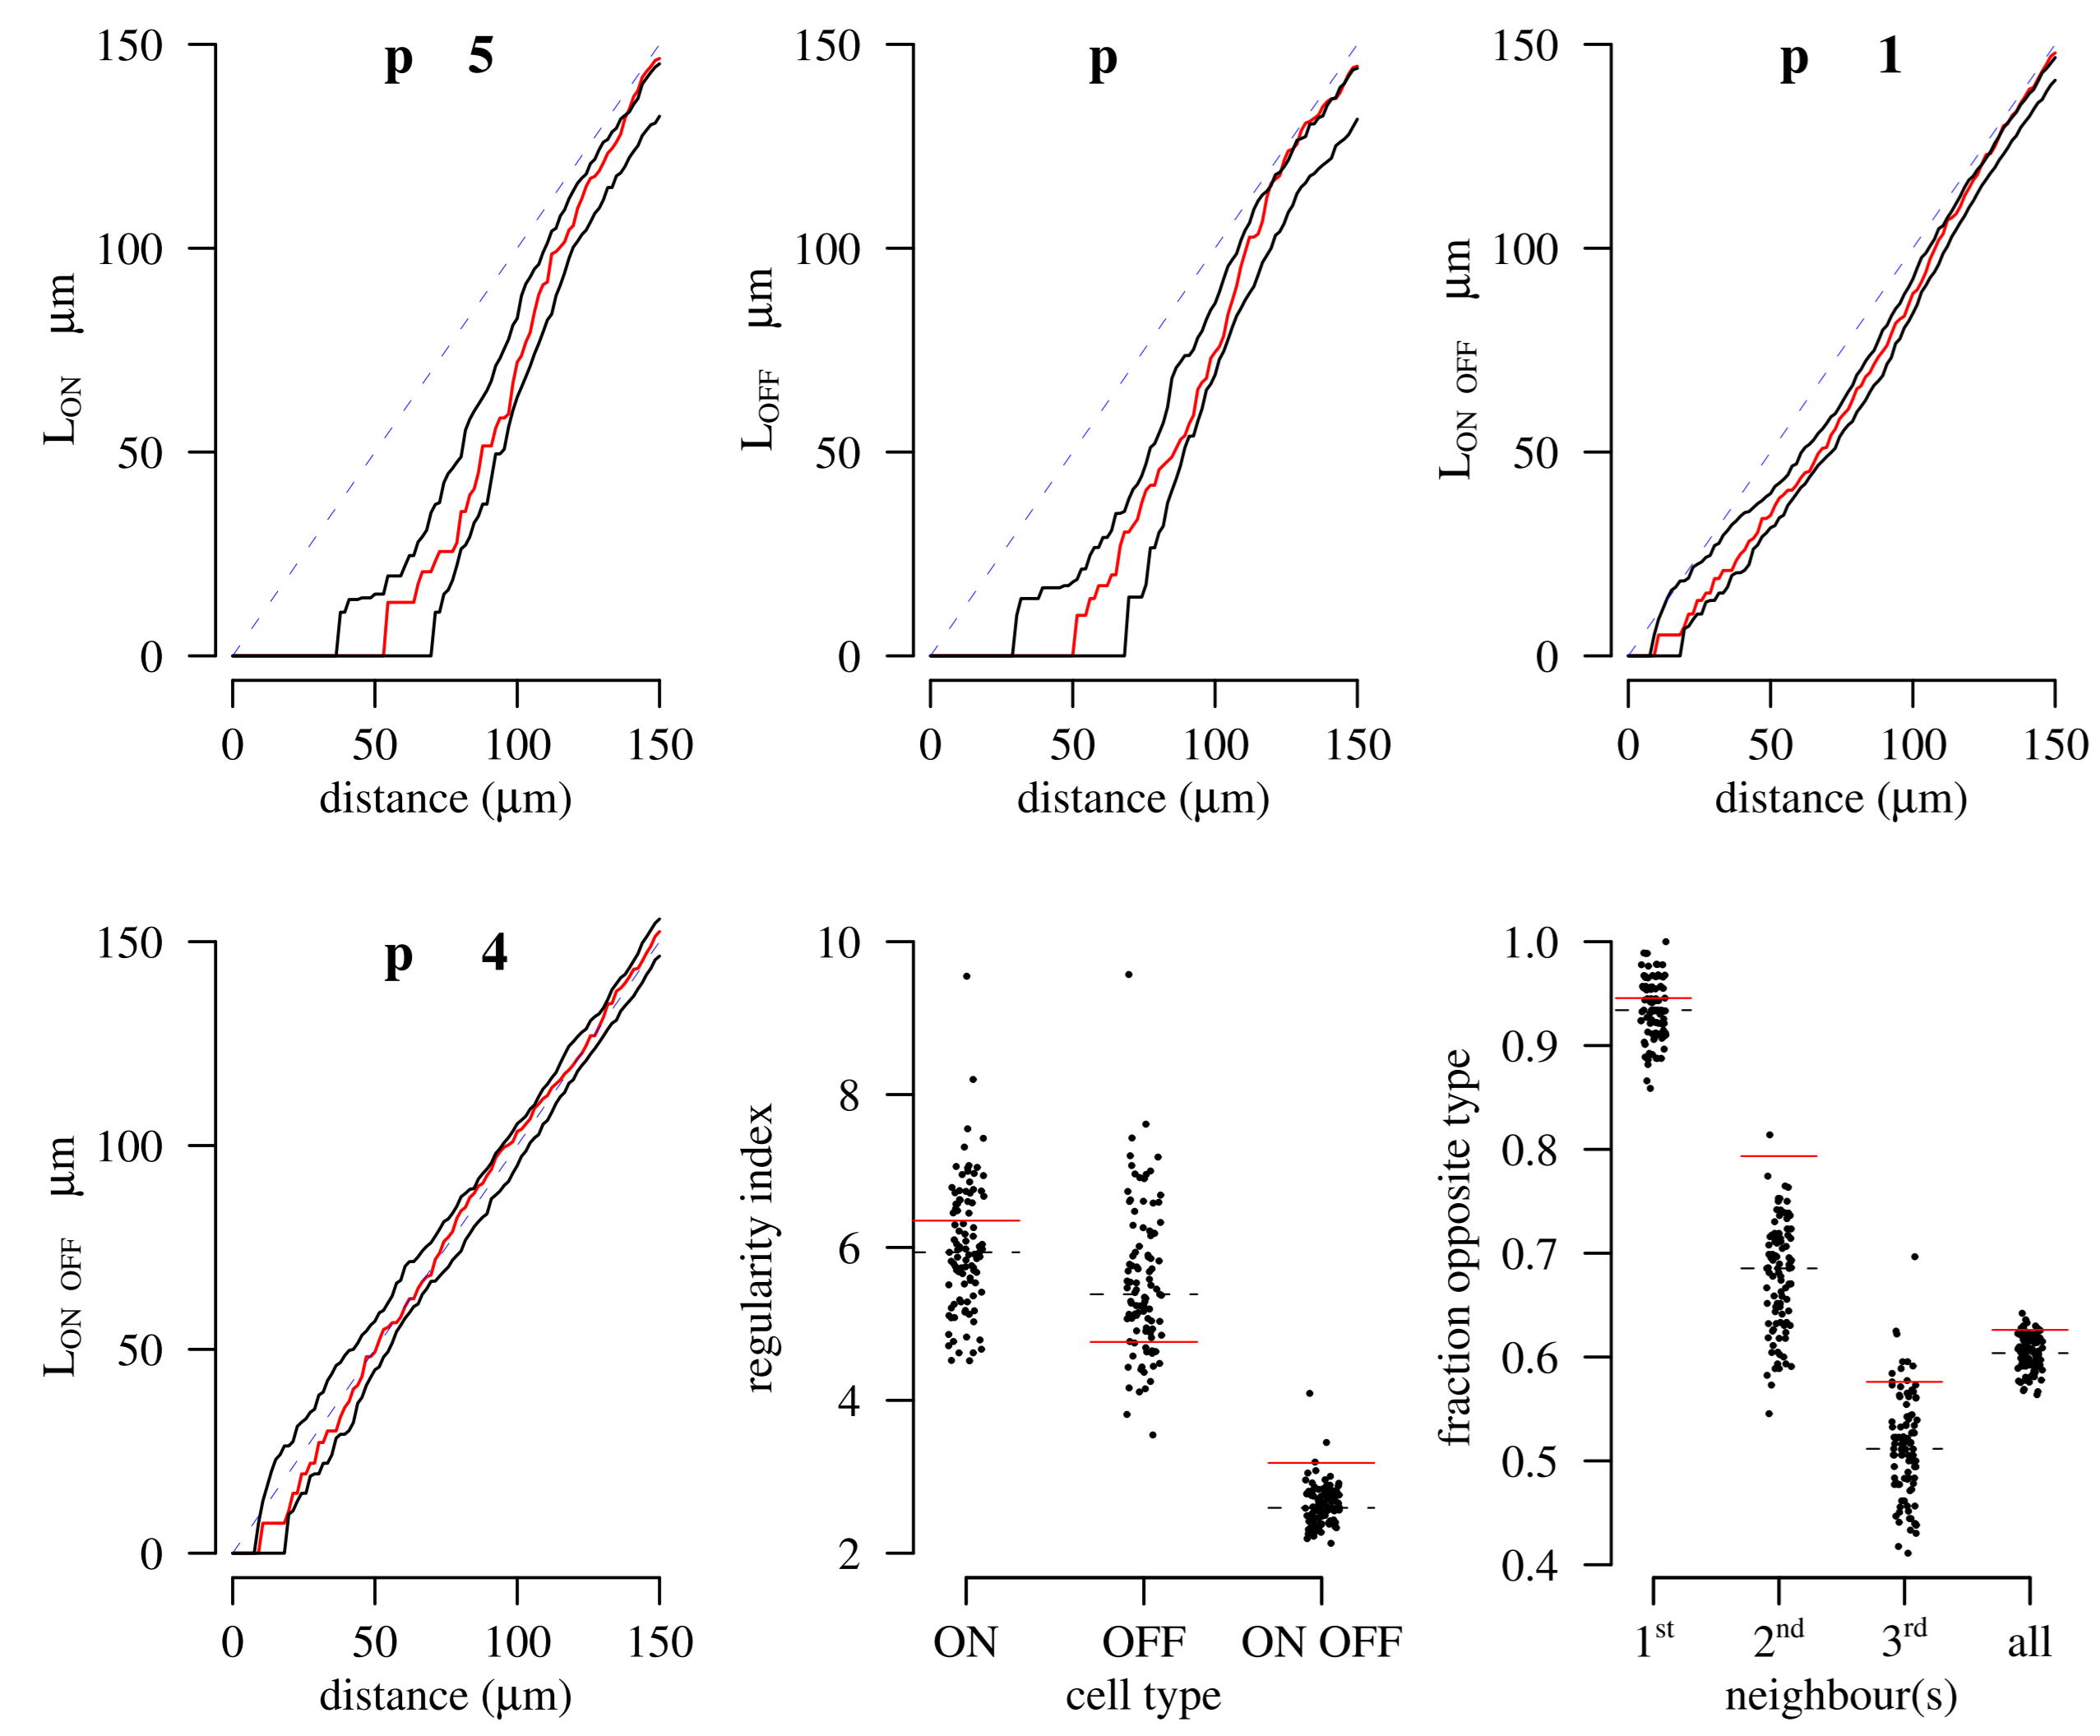 p 5
150
100
50
0
L_ON µm
0 50 100 150
distance (µm)
p
150
100
50
0
L_OFF µm
0 50 100 150
distance (µm)
p 1
150
100
50
0
L_ON OFF µm
0 50 100 150
distance (µm)
p 4
150
100
50
0
L_ON OFF µm
0 50 100 150
distance (µm)
10
8
6
4
2
regularity index
ON OFF ON OFF
cell type
1.0
0.9
0.8
0.7
0.6
0.5
0.4
fraction opposite type
1st 2nd 3rd all
neighbour(s)